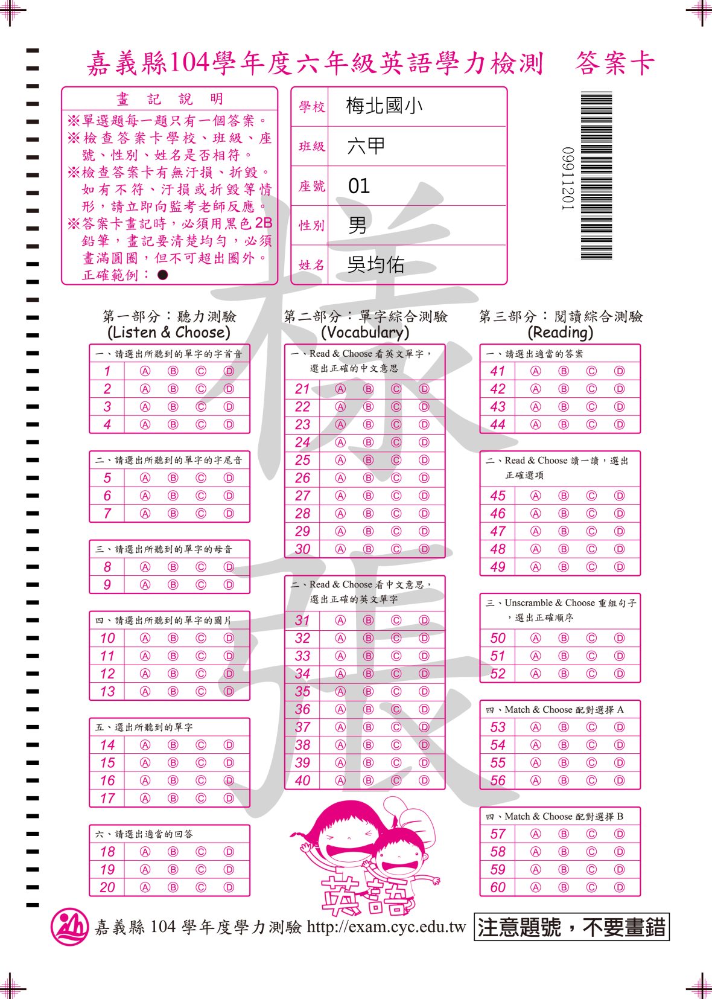 嘉義縣104學年度六年級英語學力檢測　答案卡
畫 記 說 明
※單選題每一題只有一個答案。
※檢查答案卡學校、班級、座
號、性別、姓名是否相符。
※檢查答案卡有無汙損、折毀。
如有不符、汙損或折毀等情
形，請立即向監考老師反應。
※答案卡畫記時，必須用黑色2B
鉛筆，畫記要清楚均勻，必須
畫滿圓圈，但不可超出圈外。
正確範例：●
學校 梅北國小
班級 六甲
座號 01
性別 男
姓名 吳均佑
09911201
樣張
第一部分：聽力測驗
(Listen & Choose)
一、請選出所聽到的單字的字首音
1 Ⓐ Ⓑ Ⓒ Ⓓ
2 Ⓐ Ⓑ Ⓒ Ⓓ
3 Ⓐ Ⓑ Ⓒ Ⓓ
4 Ⓐ Ⓑ Ⓒ Ⓓ
二、請選出所聽到的單字的字尾音
5 Ⓐ Ⓑ Ⓒ Ⓓ
6 Ⓐ Ⓑ Ⓒ Ⓓ
7 Ⓐ Ⓑ Ⓒ Ⓓ
三、請選出所聽到的單字的母音
8 Ⓐ Ⓑ Ⓒ Ⓓ
9 Ⓐ Ⓑ Ⓒ Ⓓ
四、請選出所聽到的單字的圖片
10 Ⓐ Ⓑ Ⓒ Ⓓ
11 Ⓐ Ⓑ Ⓒ Ⓓ
12 Ⓐ Ⓑ Ⓒ Ⓓ
13 Ⓐ Ⓑ Ⓒ Ⓓ
五、選出所聽到的單字
14 Ⓐ Ⓑ Ⓒ Ⓓ
15 Ⓐ Ⓑ Ⓒ Ⓓ
16 Ⓐ Ⓑ Ⓒ Ⓓ
17 Ⓐ Ⓑ Ⓒ Ⓓ
六、請選出適當的回答
18 Ⓐ Ⓑ Ⓒ Ⓓ
19 Ⓐ Ⓑ Ⓒ Ⓓ
20 Ⓐ Ⓑ Ⓒ Ⓓ
第二部分：單字綜合測驗
(Vocabulary)
一、Read & Choose 看英文單字，
選出正確的中文意思
21 Ⓐ Ⓑ Ⓒ Ⓓ
22 Ⓐ Ⓑ Ⓒ Ⓓ
23 Ⓐ Ⓑ Ⓒ Ⓓ
24 Ⓐ Ⓑ Ⓒ Ⓓ
25 Ⓐ Ⓑ Ⓒ Ⓓ
26 Ⓐ Ⓑ Ⓒ Ⓓ
27 Ⓐ Ⓑ Ⓒ Ⓓ
28 Ⓐ Ⓑ Ⓒ Ⓓ
29 Ⓐ Ⓑ Ⓒ Ⓓ
30 Ⓐ Ⓑ Ⓒ Ⓓ
二、Read & Choose 看中文意思，
選出正確的英文單字
31 Ⓐ Ⓑ Ⓒ Ⓓ
32 Ⓐ Ⓑ Ⓒ Ⓓ
33 Ⓐ Ⓑ Ⓒ Ⓓ
34 Ⓐ Ⓑ Ⓒ Ⓓ
35 Ⓐ Ⓑ Ⓒ Ⓓ
36 Ⓐ Ⓑ Ⓒ Ⓓ
37 Ⓐ Ⓑ Ⓒ Ⓓ
38 Ⓐ Ⓑ Ⓒ Ⓓ
39 Ⓐ Ⓑ Ⓒ Ⓓ
40 Ⓐ Ⓑ Ⓒ Ⓓ
英語
第三部分：閱讀綜合測驗
(Reading)
一、請選出適當的答案
41 Ⓐ Ⓑ Ⓒ Ⓓ
42 Ⓐ Ⓑ Ⓒ Ⓓ
43 Ⓐ Ⓑ Ⓒ Ⓓ
44 Ⓐ Ⓑ Ⓒ Ⓓ
二、Read & Choose 讀一讀，選出
正確選項
45 Ⓐ Ⓑ Ⓒ Ⓓ
46 Ⓐ Ⓑ Ⓒ Ⓓ
47 Ⓐ Ⓑ Ⓒ Ⓓ
48 Ⓐ Ⓑ Ⓒ Ⓓ
49 Ⓐ Ⓑ Ⓒ Ⓓ
三、Unscramble & Choose 重組句子
，選出正確順序
50 Ⓐ Ⓑ Ⓒ Ⓓ
51 Ⓐ Ⓑ Ⓒ Ⓓ
52 Ⓐ Ⓑ Ⓒ Ⓓ
四、Match & Choose 配對選擇 A
53 Ⓐ Ⓑ Ⓒ Ⓓ
54 Ⓐ Ⓑ Ⓒ Ⓓ
55 Ⓐ Ⓑ Ⓒ Ⓓ
56 Ⓐ Ⓑ Ⓒ Ⓓ
四、Match & Choose 配對選擇 B
57 Ⓐ Ⓑ Ⓒ Ⓓ
58 Ⓐ Ⓑ Ⓒ Ⓓ
59 Ⓐ Ⓑ Ⓒ Ⓓ
60 Ⓐ Ⓑ Ⓒ Ⓓ
嘉義縣 104 學年度學力測驗 http://exam.cyc.edu.tw 注意題號，不要畫錯